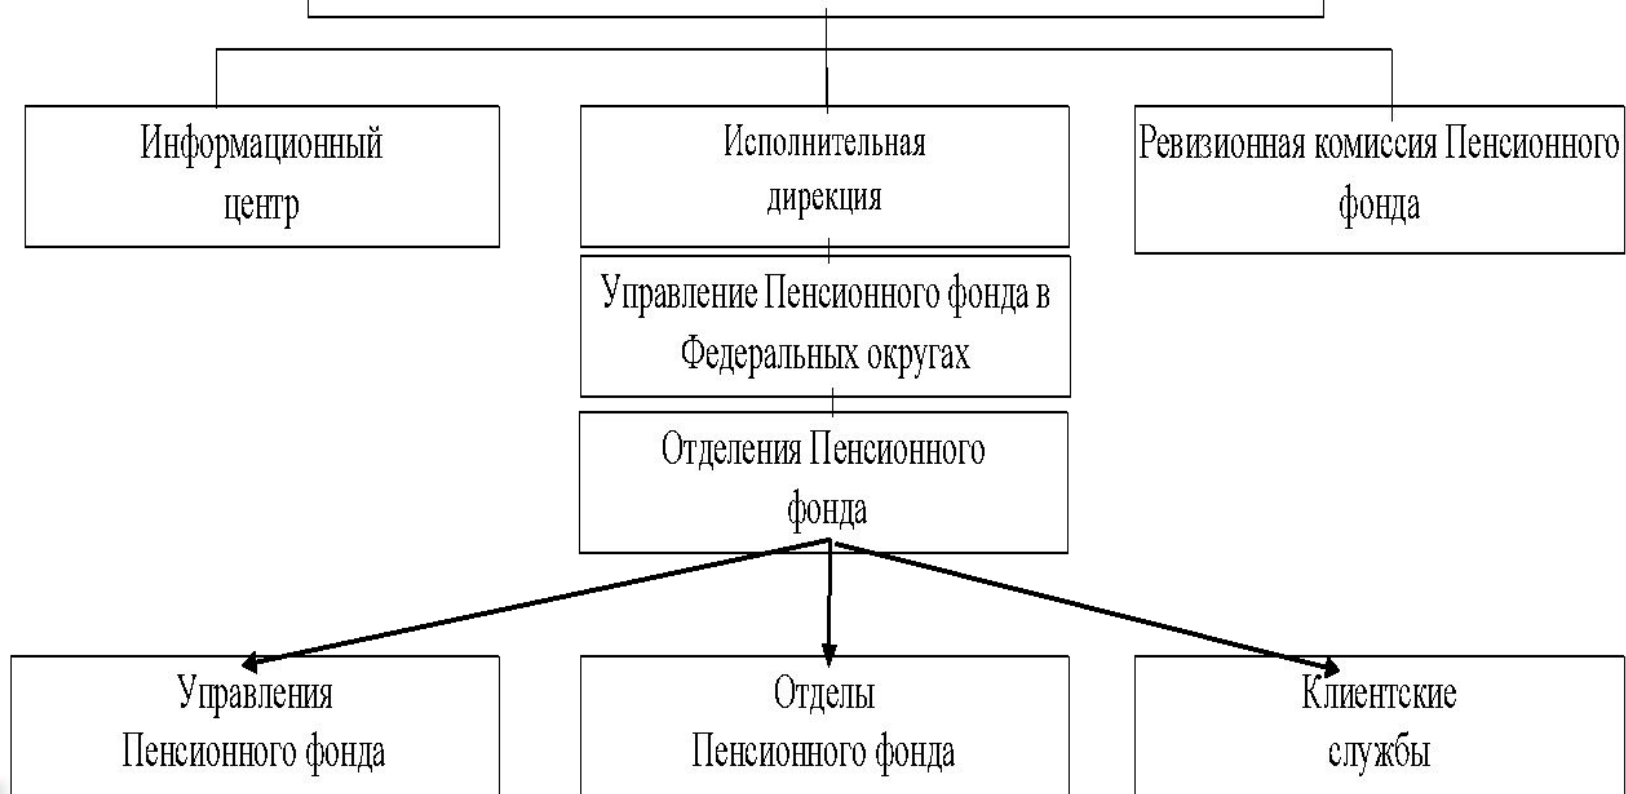 Информационный
центр
Исполнительная
дирекция
Ревизионная комиссия Пенсионного
фонда
Управление Пенсионного фонда в
Федеральных округах
Отделения Пенсионного
фонда
Управления
Пенсионного фонда
Отделы
Пенсионного фонда
Клиентские
службы